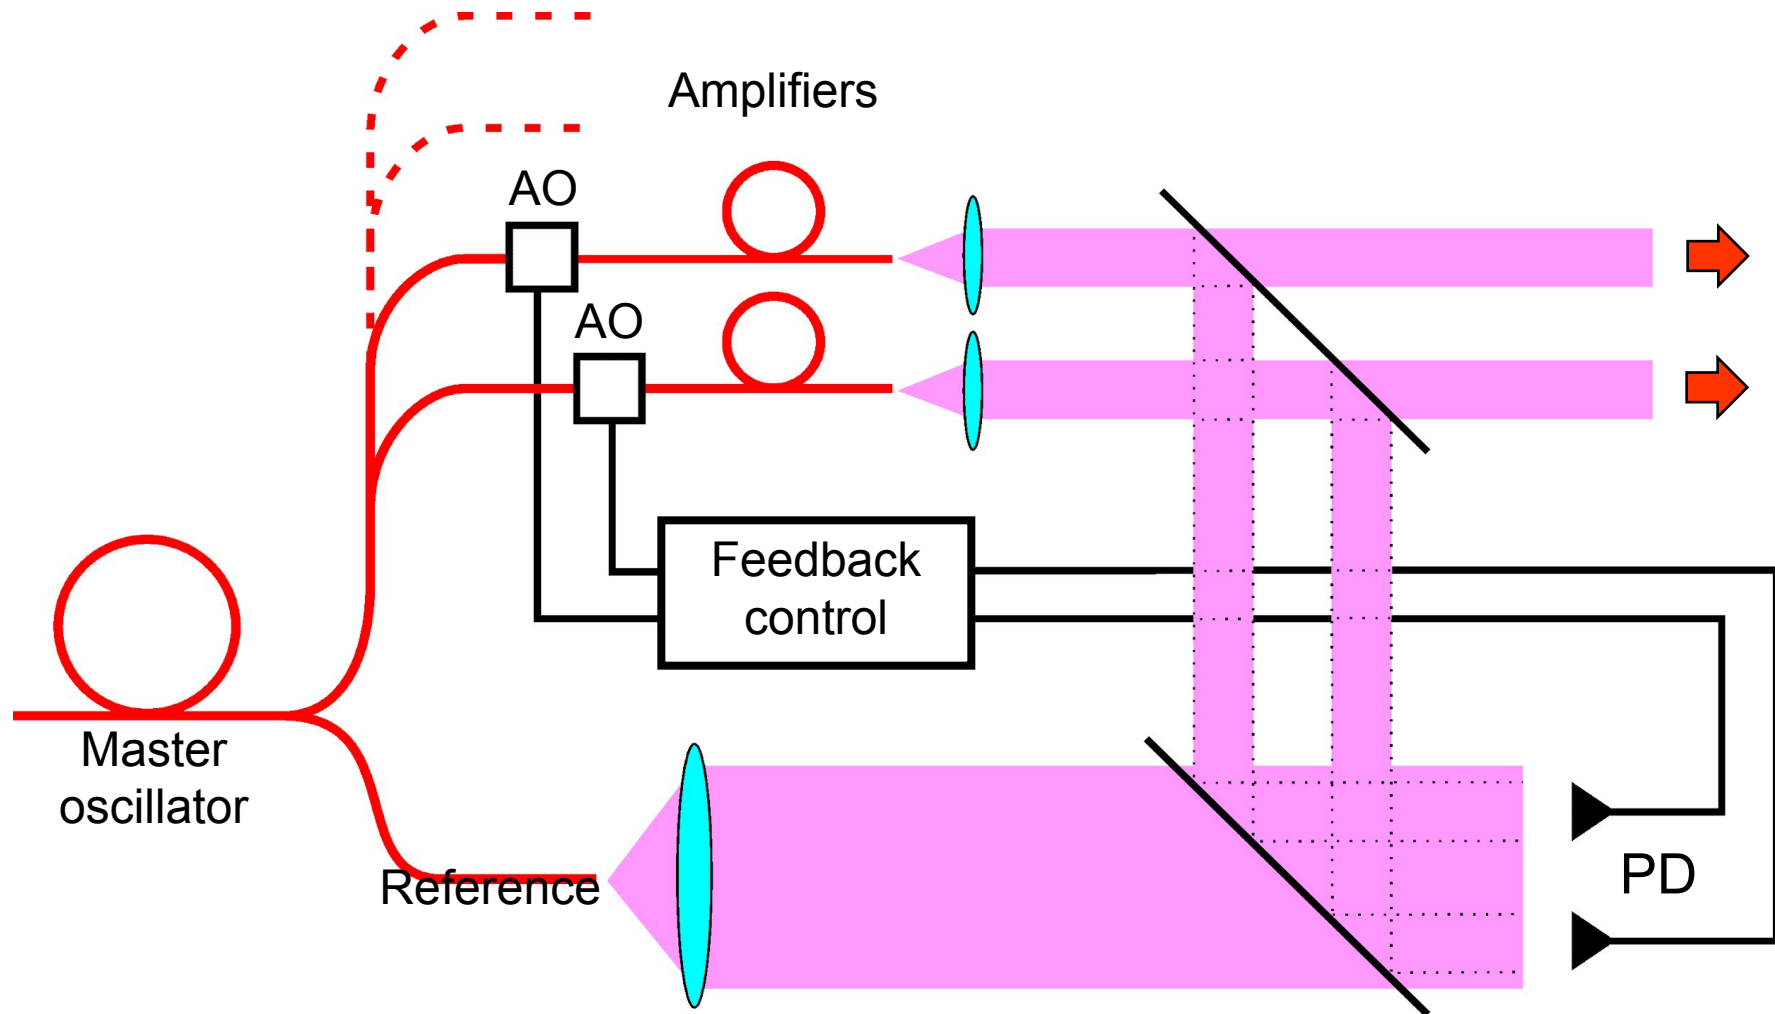 Amplifiers
AO
AO
Feedback
control
Master
oscillator
Reference
PD